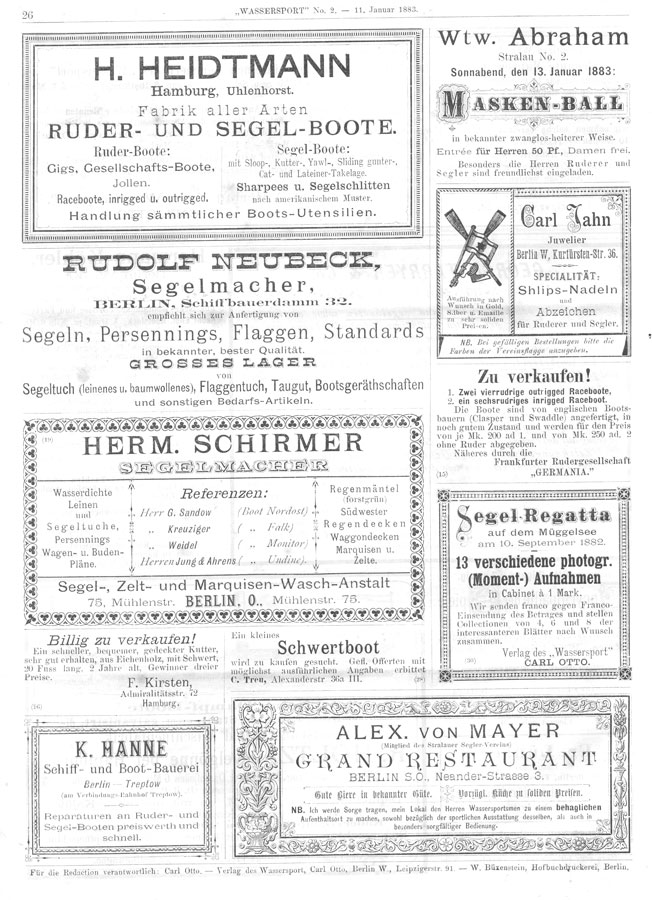 26
„WASSERSPORT" No. 2. — 11. Januar 1883.
H. HEIDTMANN
Hamburg, Uhlenhorst.
Fabrik aller Arten
RUDER- UND SEGEL-BOOTE.
Ruder-Boote:
Gigs, Gesellschafts-Boote,
Jollen.
Raceboote, inrigged u. outrigged.
Segel-Boote:
mit Sloop-, Kutter-, Yawl-, Sliding gunter-,
Cat- und Lateiner-Takelage.
Sharpees u. Segelschlitten
nach amerikanischem Muster.
Handlung sämmtlicher Boots-Utensilien.
RUDOLF NEUBECK,
Segelmacher,
BERLIN, Schiffbauerdamm 32.
empfiehlt sich zur Anfertigung von
Segeln, Persennings, Flaggen, Standards
in bekannter, bester Qualität.
GROSSES LAGER
von
Segeltuch (leinenes u. baumwollenes), Flaggentuch, Taugut, Bootsgeräthschaften
und sonstigen Bedarfs-Artikeln.
(19)
HERM. SCHIRMER
SEGELMACHER
Wasserdichte
Leinen
und
Segeltuche,
Persennings
Wagen- u. Buden-
Pläne.
Referenzen:
Herr G. Sandow (Boot Nordost)
„ Kreuziger ( „ Falk)
„ Weidel ( „ Monitor)
Herren Jung & Ahrens ( „ Undine).
Regenmäntel
(forstgrün)
Südwester
Regendecken
Waggondecken
Marquisen u.
Zelte.
Segel-, Zelt- und Marquisen-Wasch-Anstalt
75, Mühlenstr. BERLIN, O., Mühlenstr. 75.
Billig zu verkaufen!
Ein schneller, bequemer, gedeckter Kutter,
sehr gut erhalten, aus Eichenholz, mit Schwert,
20 Fuss lang, 2 Jahre alt, Gewinner dreier
Preise.
F. Kirsten,
Admiralitätsstr. 72
Hamburg.
(16)
Ein kleines
Schwertboot
wird zu kaufen gesucht. Gefl. Offerten mit
möglichst ausführlichen Angaben erbittet
C. Treu, Alexanderstr 36a III.
K. HANNE
Schiff- und Boot-Bauerei
Berlin — Treptow
(am Verbindungs-Bahnhof Treptow).
Reparaturen an Ruder- und
Segel-Booten preiswerth und
schnell.
Wtw. Abraham
Stralau No. 2.
Sonnabend, den 13. Januar 1883:
MASKEN-BALL
in bekannter zwanglos-heiterer Weise.
Entrée für Herren 50 Pf., Damen frei.
Besonders die Herren Ruderer und
Segler sind freundlichst eingeladen.
Ausführung nach
Wunsch in Gold,
Silber u. Emaille
zu sehr soliden
Preisen.
Carl Jahn
Juwelier
Berlin W, Kurfürsten-Str. 36.
SPECIALITÄT:
Shlips-Nadeln
und
Abzeichen
für Ruderer und Segler.
NB. Bei gefälligen Bestellungen bitte die
Farben der Vereinsflagge anzugeben.
Zu verkaufen!
1. Zwei vierrudrige outrigged Raceboote,
2. ein sechsrudriges inrigged Raceboot.
Die Boote sind von englischen Boots-
bauern (Clasper und Swaddle) angefertigt, in
noch gutem Zustand und werden für den Preis
von je Mk. 200 ad 1. und von Mk. 250 ad. 2
ohne Ruder abgegeben.
Näheres durch die
Frankfurter Rudergesellschaft
„GERMANIA."
(15)
Segel-Regatta
auf dem Müggelsee
am 10. September 1882.
13 verschiedene photogr.
(Moment-) Aufnahmen
in Cabinet à 1 Mark.
Wir senden franco gegen Franco-
Einsendung des Betrages und stellen
Collectionen von 4, 6 und 8 der
interessanteren Blätter nach Wunsch
zusammen.
Verlag des „Wassersport"
CARL OTTO.
ALEX. VON MAYER
(Mitglied des Stralauer Segler-Vereins)
GRAND RESTAURANT
BERLIN S.O., Neander-Strasse 3.
Gute Biere in bekannter Güte. Vorzügl. Küche zu soliden Preisen.
NB. Ich werde Sorge tragen, mein Lokal den Herren Wassersportsmen zu einem behaglichen
Aufenthaltsort zu machen, sowohl bezüglich der sportlichen Ausstattung desselben, als auch in
besonders sorgfältiger Bedienung.
Für die Redaction verantwortlich: Carl Otto. — Verlag des Wassersport, Carl Otto, Berlin W., Leipzigerstr. 91. — W. Büxenstein, Hofbuchdruckerei, Berlin.